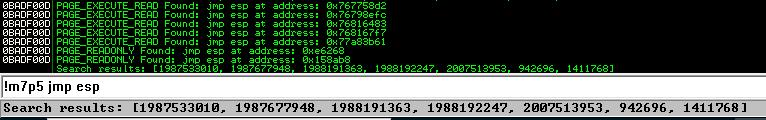 0BADF00D PAGE_EXECUTE_READ Found: jmp esp at address: 0x767758d2
0BADF00D PAGE_EXECUTE_READ Found: jmp esp at address: 0x76798efc
0BADF00D PAGE_EXECUTE_READ Found: jmp esp at address: 0x76816483
0BADF00D PAGE_EXECUTE_READ Found: jmp esp at address: 0x768167f7
0BADF00D PAGE_EXECUTE_READ Found: jmp esp at address: 0x77a83b61
0BADF00D PAGE_READONLY Found: jmp esp at address: 0xe6268
0BADF00D PAGE_READONLY Found: jmp esp at address: 0x158ab8
Search results: [1987533010, 1987677948, 1988191363, 1988192247, 2007513953, 942696, 1411768]
!m7p5 jmp esp
Search results: [1987533010, 1987677948, 1988191363, 1988192247, 2007513953, 942696, 1411768]